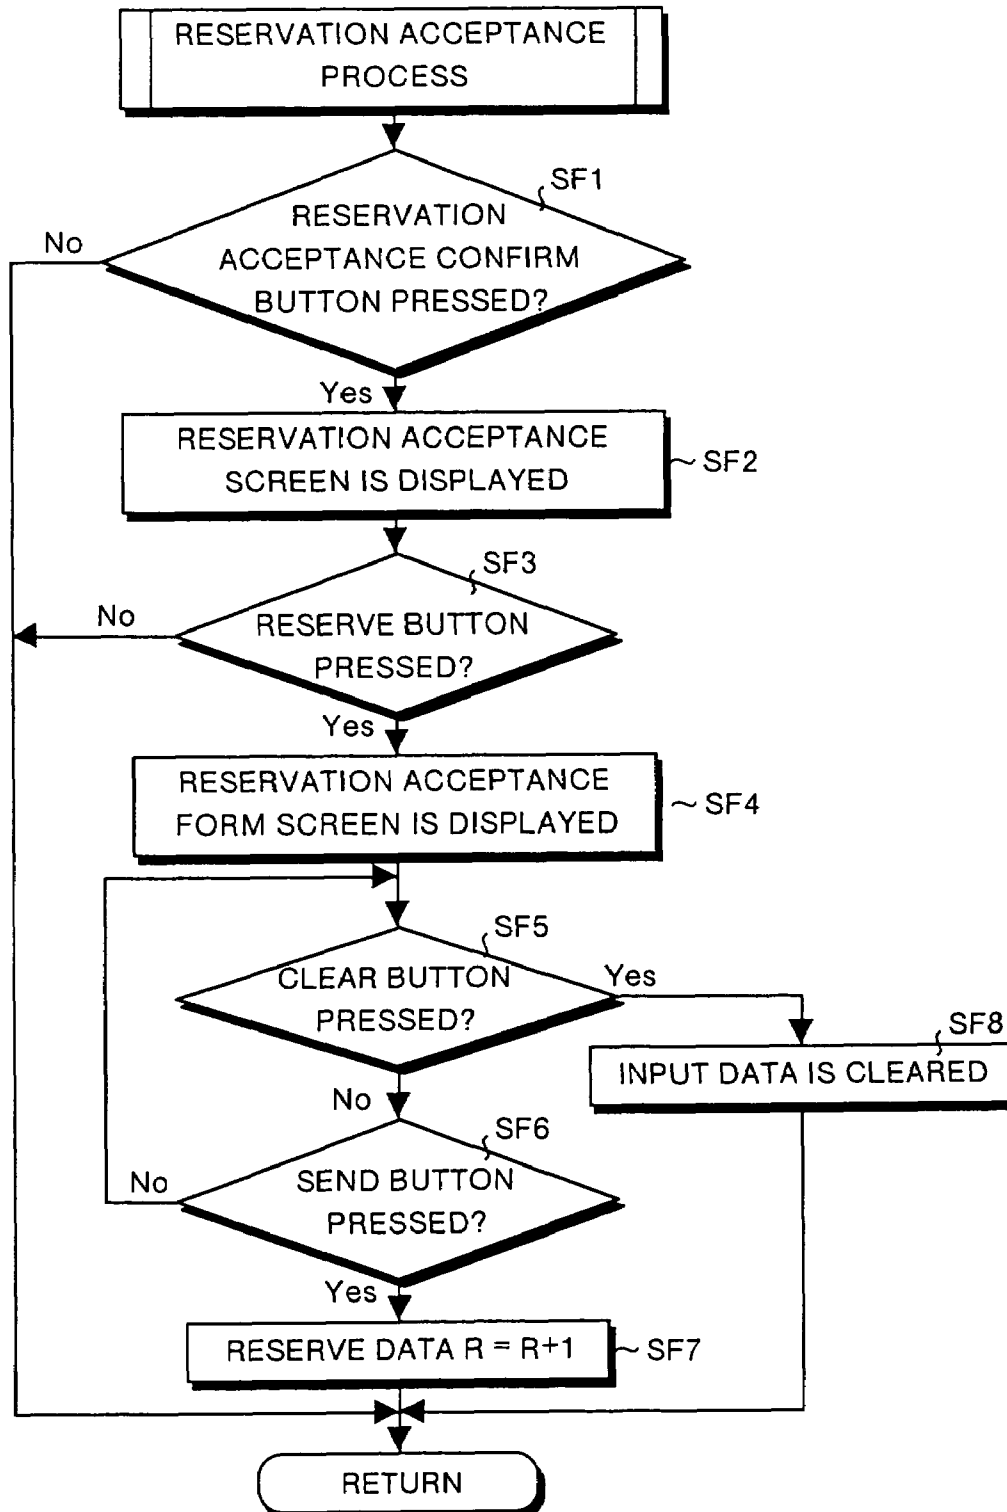 RESERVATION ACCEPTANCE
PROCESS
SF1
RESERVATION
ACCEPTANCE CONFIRM
BUTTON PRESSED?
No
Yes
RESERVATION ACCEPTANCE
SCREEN IS DISPLAYED
SF2
SF3
No
RESERVE BUTTON
PRESSED?
Yes
RESERVATION ACCEPTANCE
FORM SCREEN IS DISPLAYED
SF4
SF5
CLEAR BUTTON
PRESSED?
Yes
SF8
INPUT DATA IS CLEARED
No
SF6
No
SEND BUTTON
PRESSED?
Yes
RESERVE DATA R = R+1
SF7
RETURN